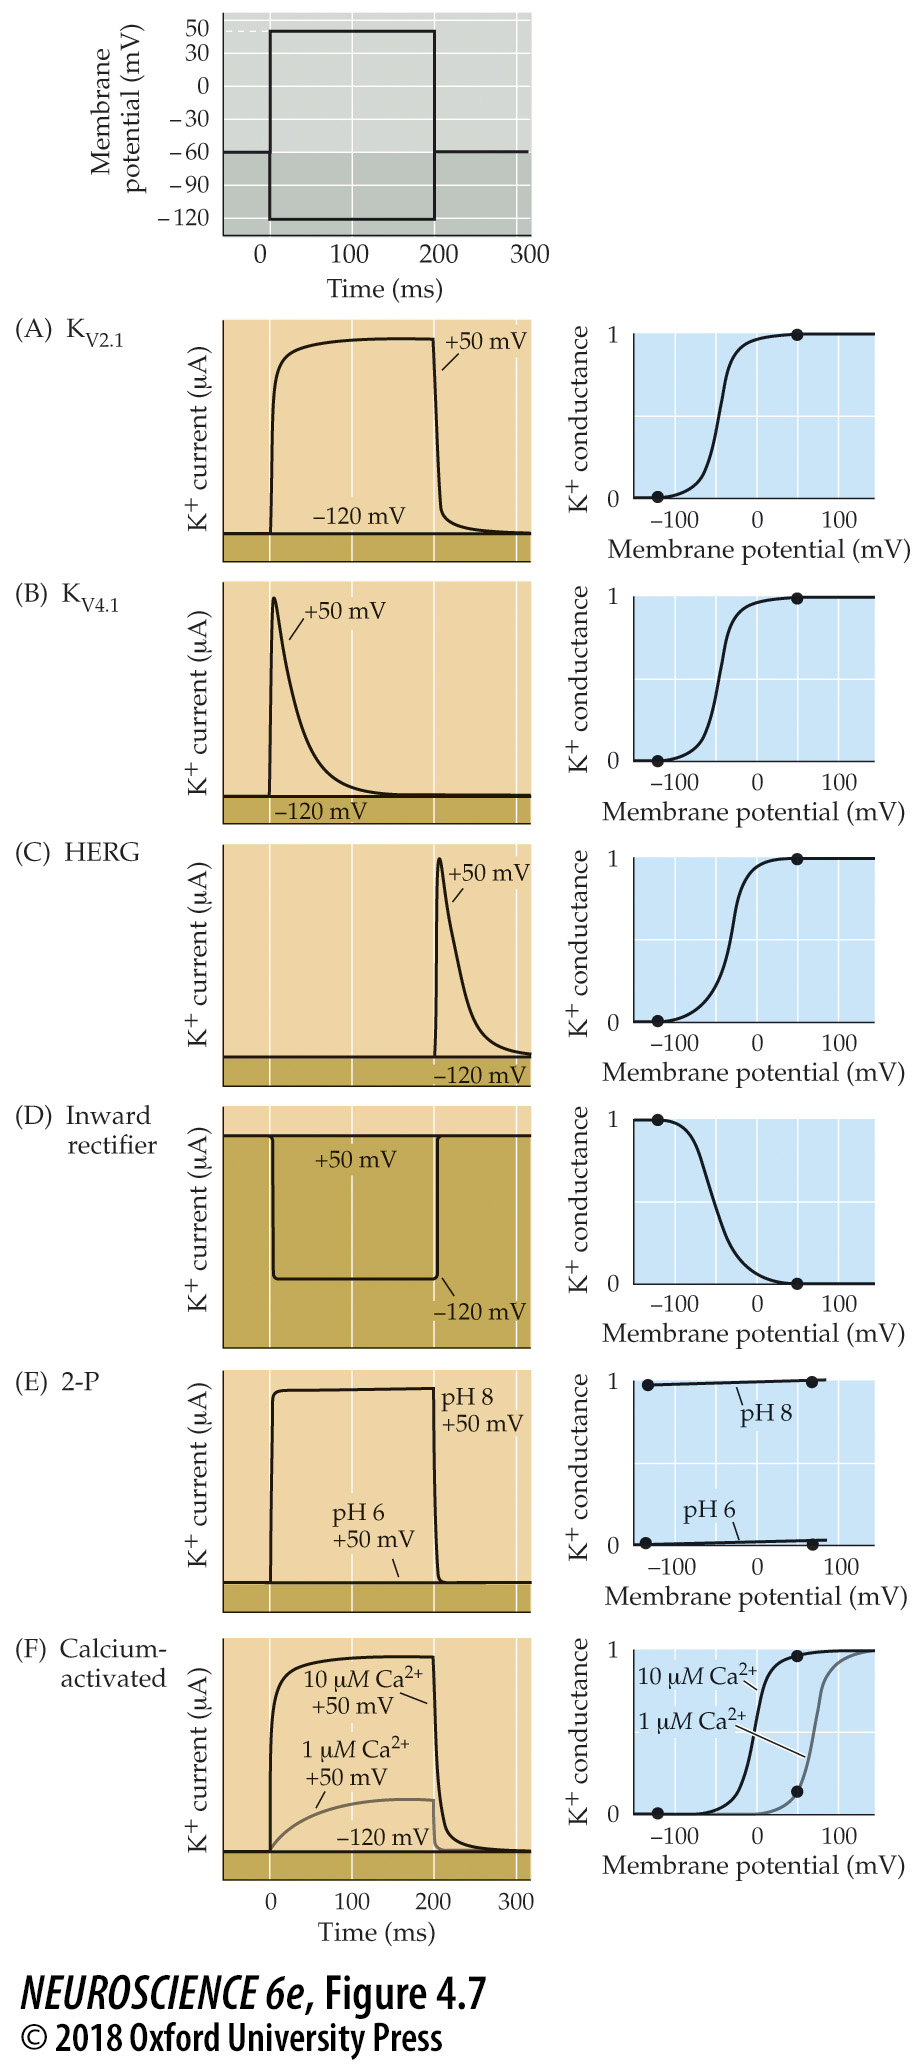 Membrane
potential (mV)
50
30
0
−30
−60
−90
−120
0 100 200 300
Time (ms)
(A) KV2.1
K+ current (µA)
+50 mV
−120 mV
K+ conductance
1
0
−100 0 100
Membrane potential (mV)
(B) KV4.1
K+ current (µA)
+50 mV
−120 mV
K+ conductance
1
0
−100 0 100
Membrane potential (mV)
(C) HERG
K+ current (µA)
+50 mV
−120 mV
K+ conductance
1
0
−100 0 100
Membrane potential (mV)
(D) Inward
rectifier
K+ current (µA)
+50 mV
−120 mV
K+ conductance
1
0
−100 0 100
Membrane potential (mV)
(E) 2-P
K+ current (µA)
pH 8
+50 mV
pH 6
+50 mV
K+ conductance
1
0
pH 8
pH 6
−100 0 100
Membrane potential (mV)
(F) Calcium-
activated
K+ current (µA)
10 µM Ca2+
+50 mV
1 µM Ca2+
+50 mV
−120 mV
0 100 200 300
Time (ms)
K+ conductance
1
0
10 µM Ca2+
1 µM Ca2+
−100 0 100
Membrane potential (mV)
NEUROSCIENCE 6e, Figure 4.7
© 2018 Oxford University Press